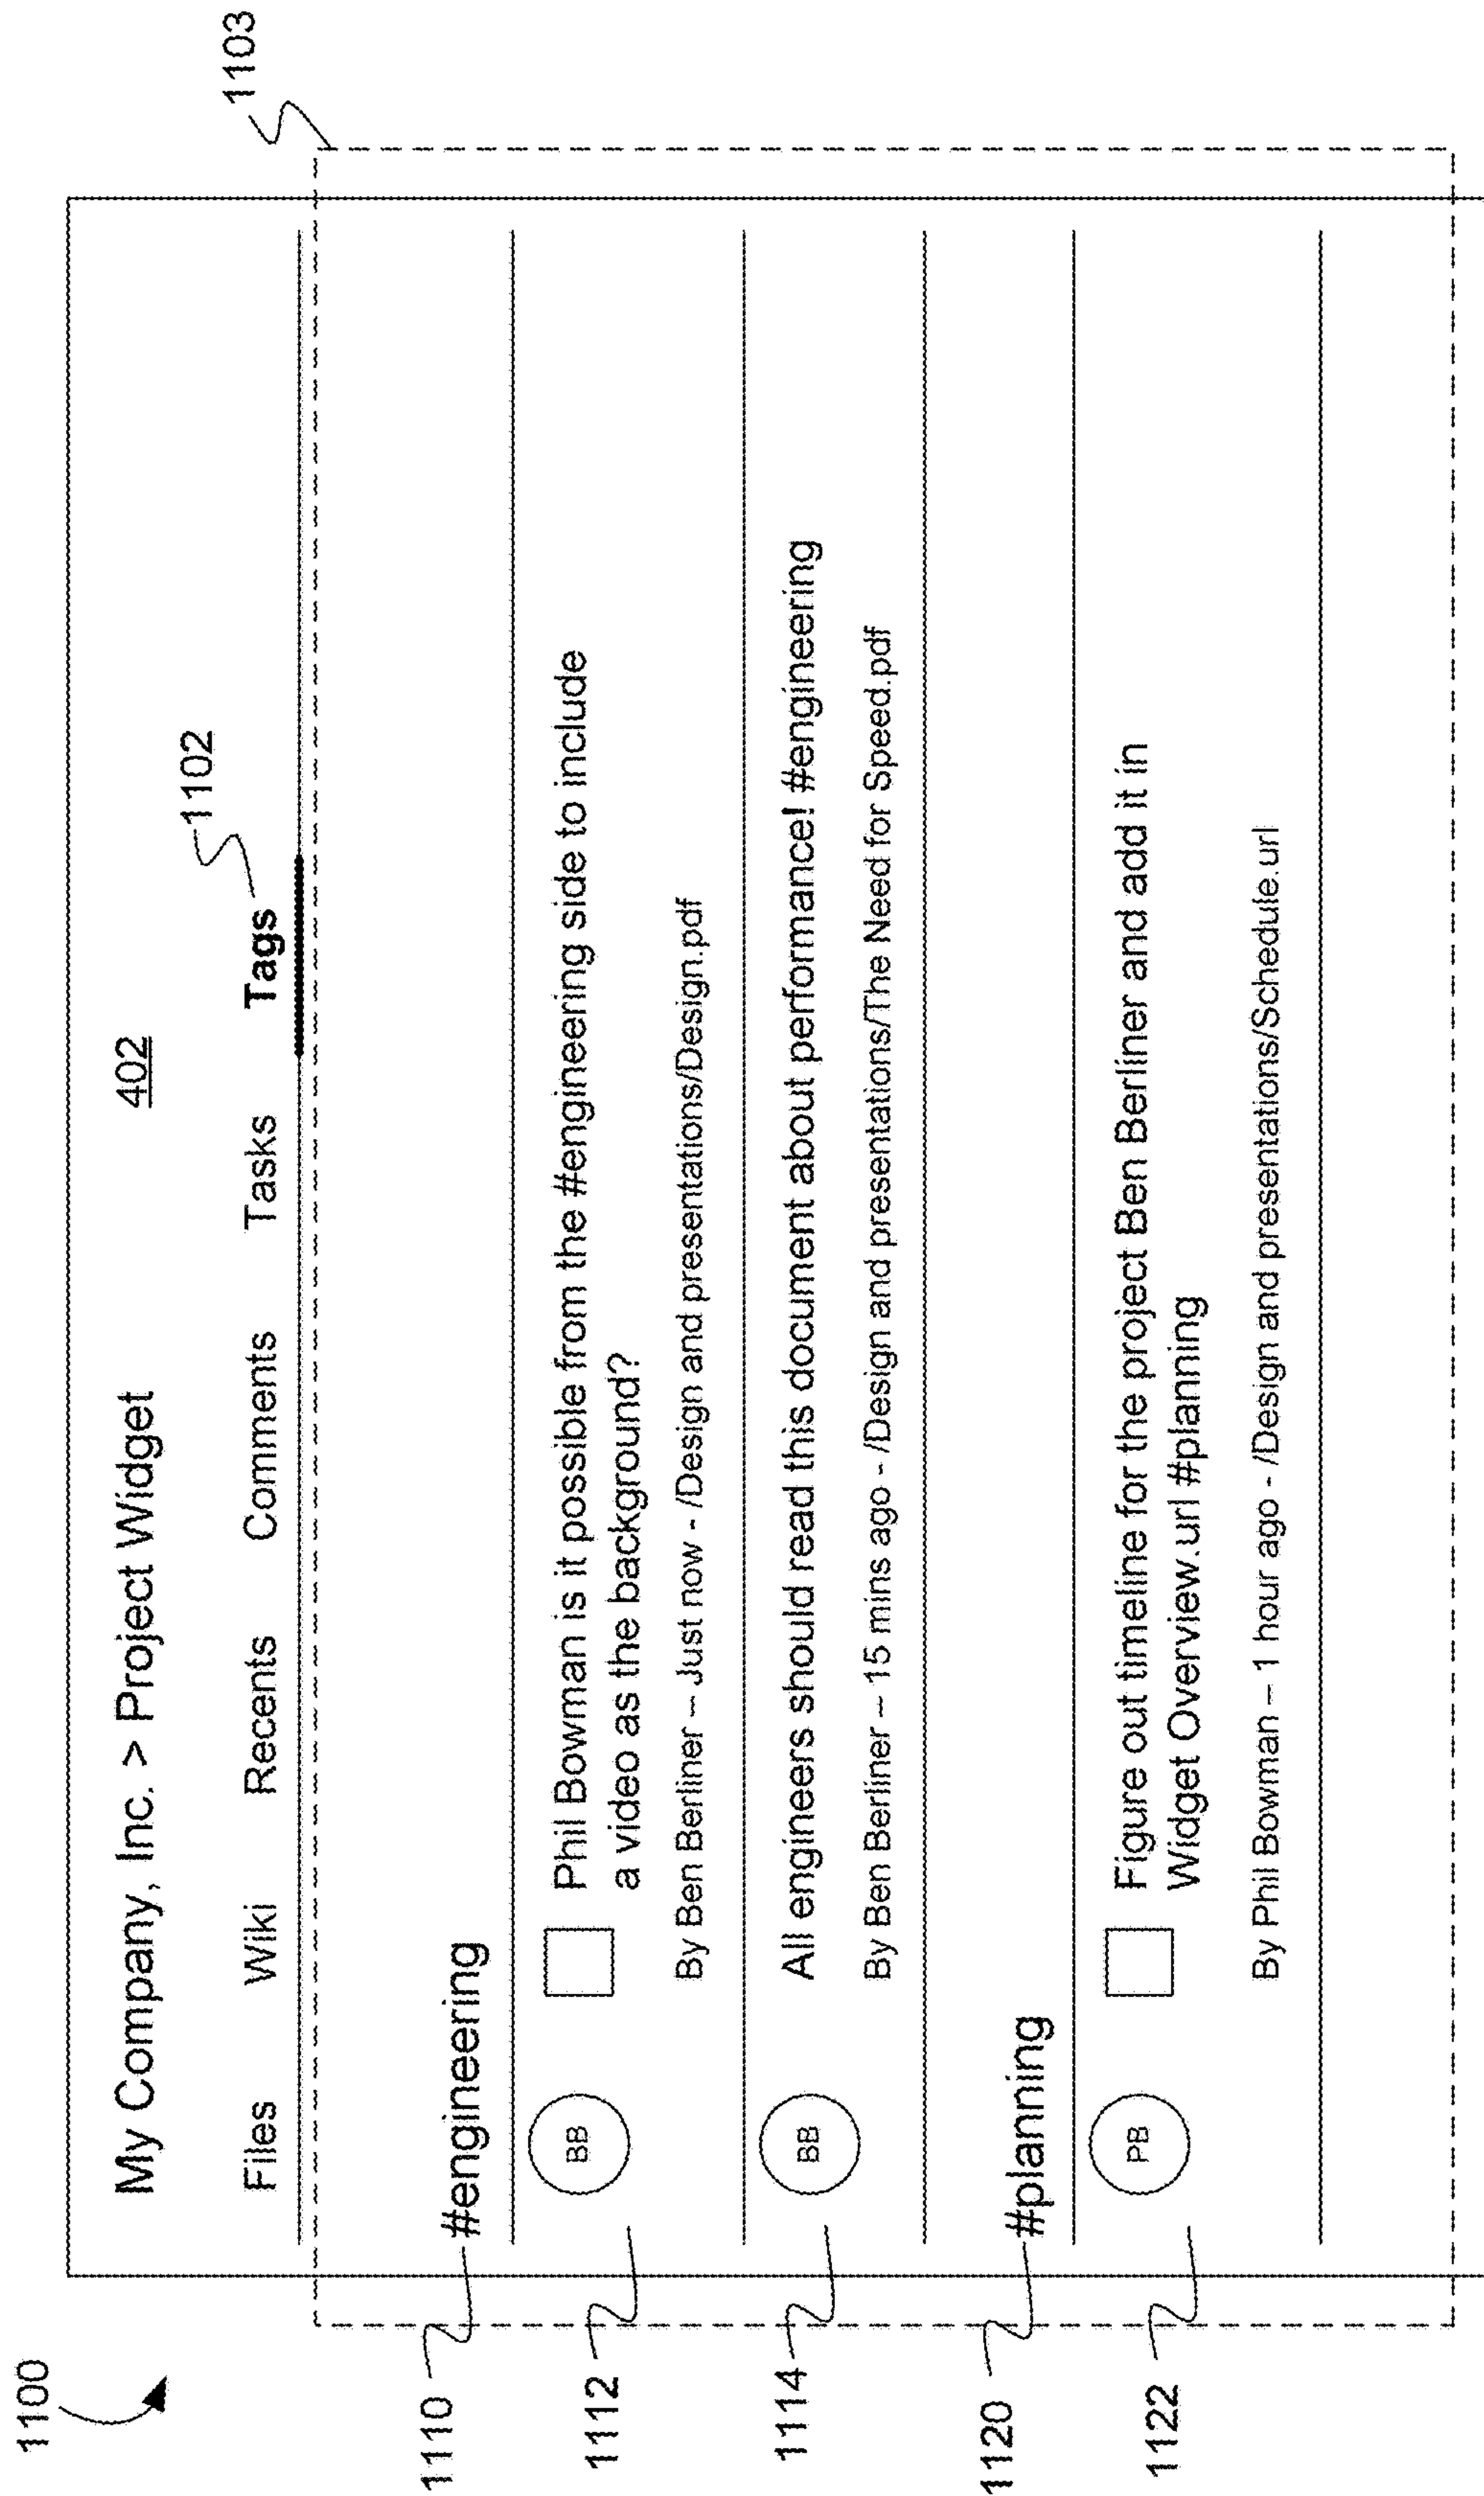 1100
1103
My Company, Inc. > Project Widget
402
1102
Files Wiki Recents Comments Tasks Tags
1110
#engineering
1112
BB
Phil Bowman is it possible from the #engineering side to include
a video as the background?
By Ben Berliner – Just now - /Design and presentations/Design.pdf
1114
BB
All engineers should read this document about performance! #engineering
By Ben Berliner – 15 mins ago - /Design and presentations/The Need for Speed.pdf
1120
#planning
1122
PB
Figure out timeline for the project Ben Berliner and add it in
Widget Overview.url #planning
By Phil Bowman – 1 hour ago - /Design and presentations/Schedule.url